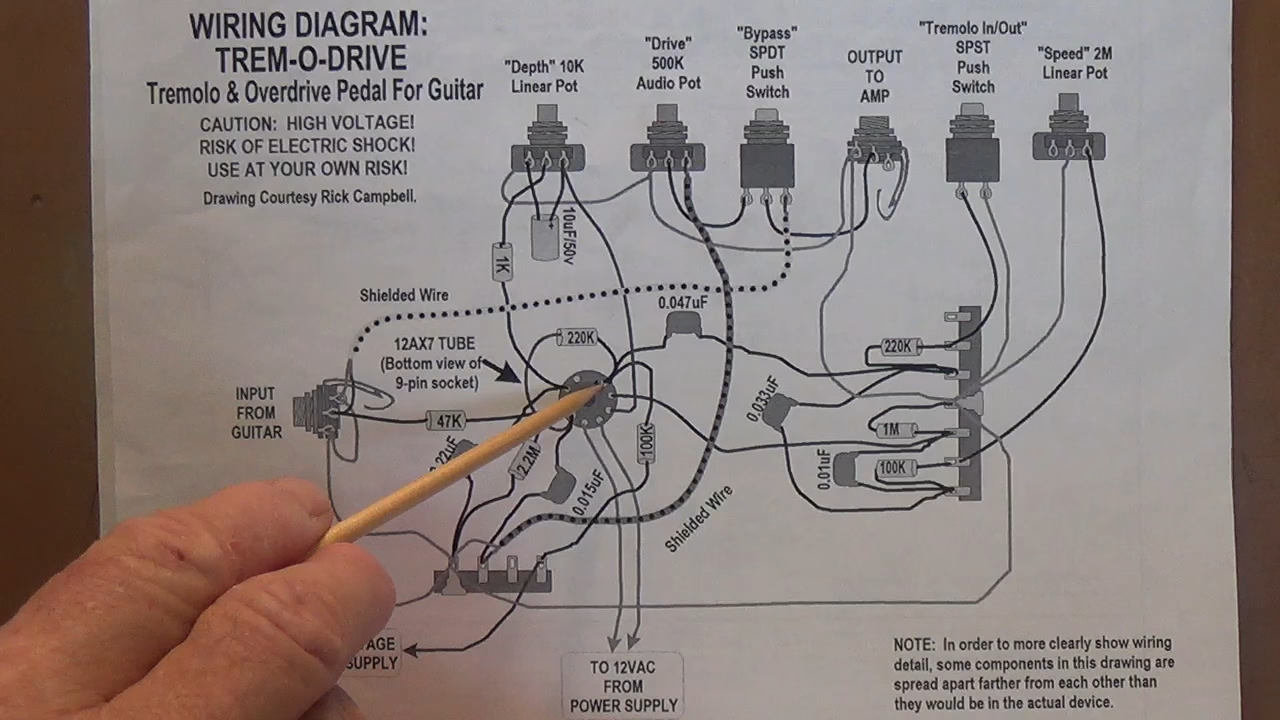 WIRING DIAGRAM:
TREM-O-DRIVE
Tremolo & Overdrive Pedal For Guitar
CAUTION: HIGH VOLTAGE!
RISK OF ELECTRIC SHOCK!
USE AT YOUR OWN RISK!
Drawing Courtesy Rick Campbell.
"Depth" 10K
Linear Pot
"Drive"
500K
Audio Pot
"Bypass"
SPDT
Push
Switch
OUTPUT
TO
AMP
"Tremolo In/Out"
SPST
Push
Switch
"Speed" 2M
Linear Pot
+
10uF/50v
1K
Shielded Wire
0.047uF
12AX7 TUBE
(Bottom view of
9-pin socket)
220K
220K
INPUT
FROM
GUITAR
47K
22uF
2.2M
0.015uF
100K
0.033uF
1M
0.01uF
100K
Shielded Wire
SUPPLY
TO 12VAC
FROM
POWER SUPPLY
NOTE: In order to more clearly show wiring
detail, some components in this drawing are
spread apart farther from each other than
they would be in the actual device.